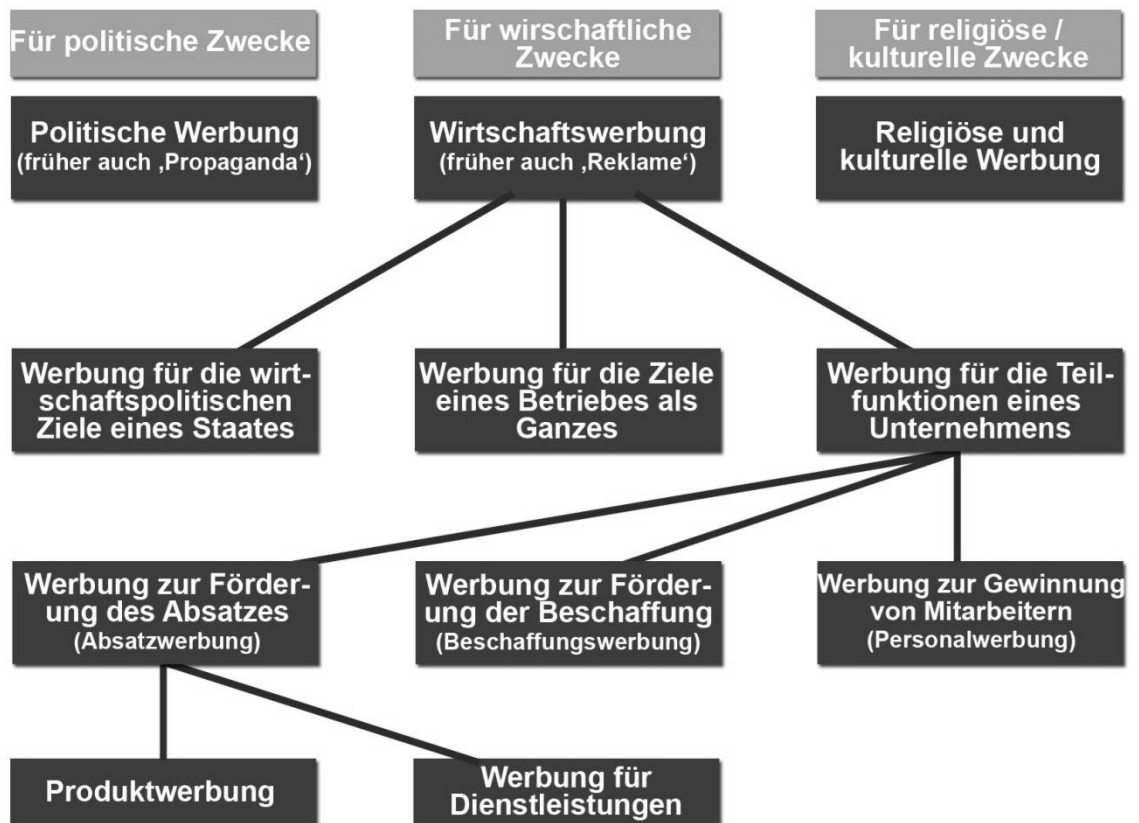 Für politische Zwecke
Für wirschaftliche
Zwecke
Für religiöse /
kulturelle Zwecke
Politische Werbung
(früher auch ‚Propaganda‘)
Wirtschaftswerbung
(früher auch ‚Reklame‘)
Religiöse und
kulturelle Werbung
Werbung für die wirt-
schaftspolitischen
Ziele eines Staates
Werbung für die Ziele
eines Betriebes als
Ganzes
Werbung für die Teil-
funktionen eines
Unternehmens
Werbung zur Förder-
ung des Absatzes
(Absatzwerbung)
Werbung zur Förder-
ung der Beschaffung
(Beschaffungswerbung)
Werbung zur Gewinnung
von Mitarbeitern
(Personalwerbung)
Produktwerbung
Werbung für
Dienstleistungen